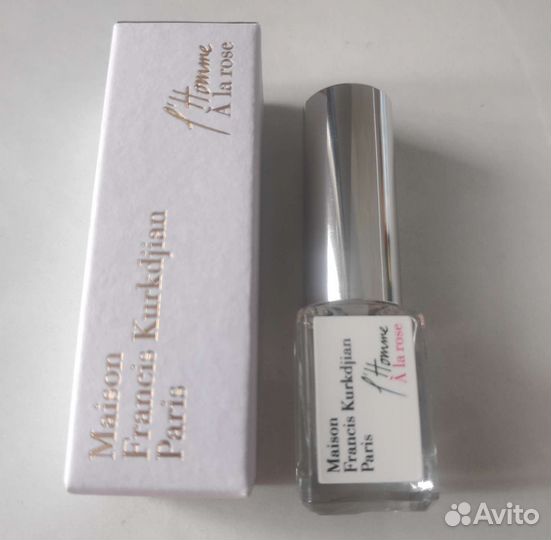 Maison
Francis Kurkdjian
Paris
l'Homme
À la rose
Maison
Francis Kurkdjian
Paris
l'Homme
À la rose
Avito